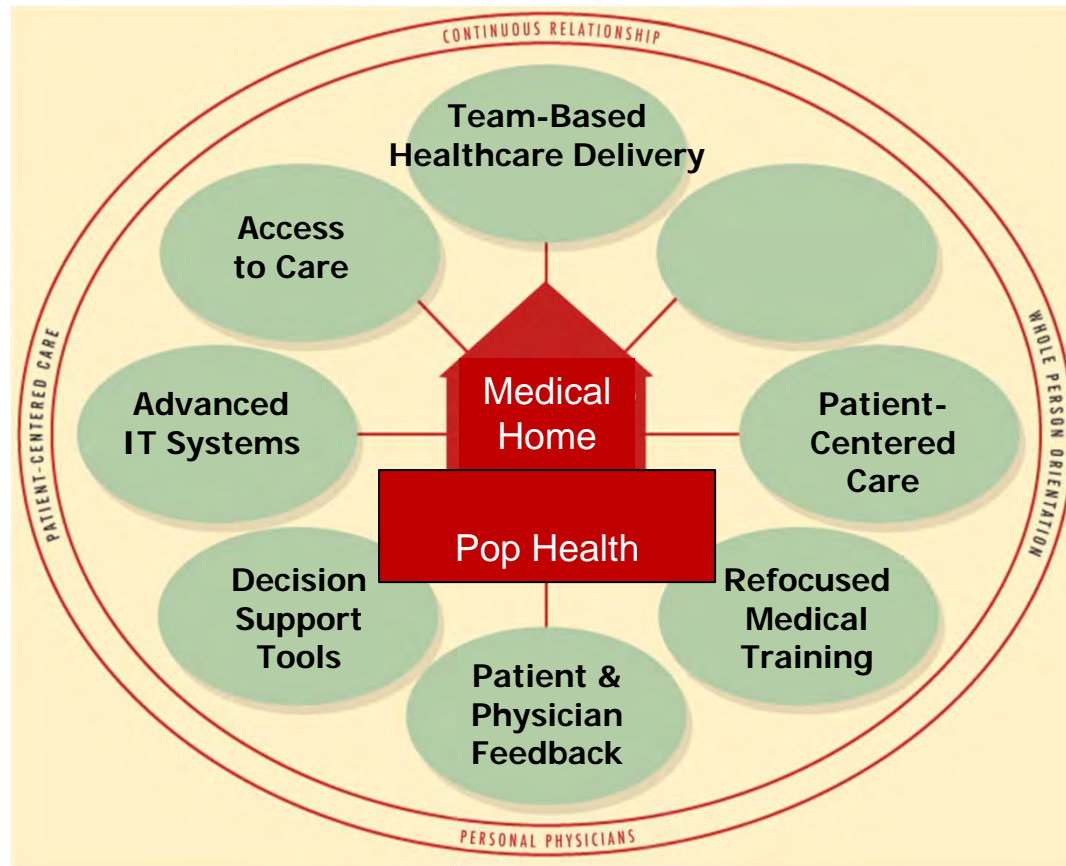 CONTINUOUS RELATIONSHIP
Team-Based
Healthcare Delivery
Access
to Care
PATIENT-CENTERED CARE
WHOLE PERSON ORIENTATION
Advanced
IT Systems
Medical
Home
Patient-
Centered
Care
Pop Health
Decision
Support
Tools
Refocused
Medical
Training
Patient &
Physician
Feedback
PERSONAL PHYSICIANS